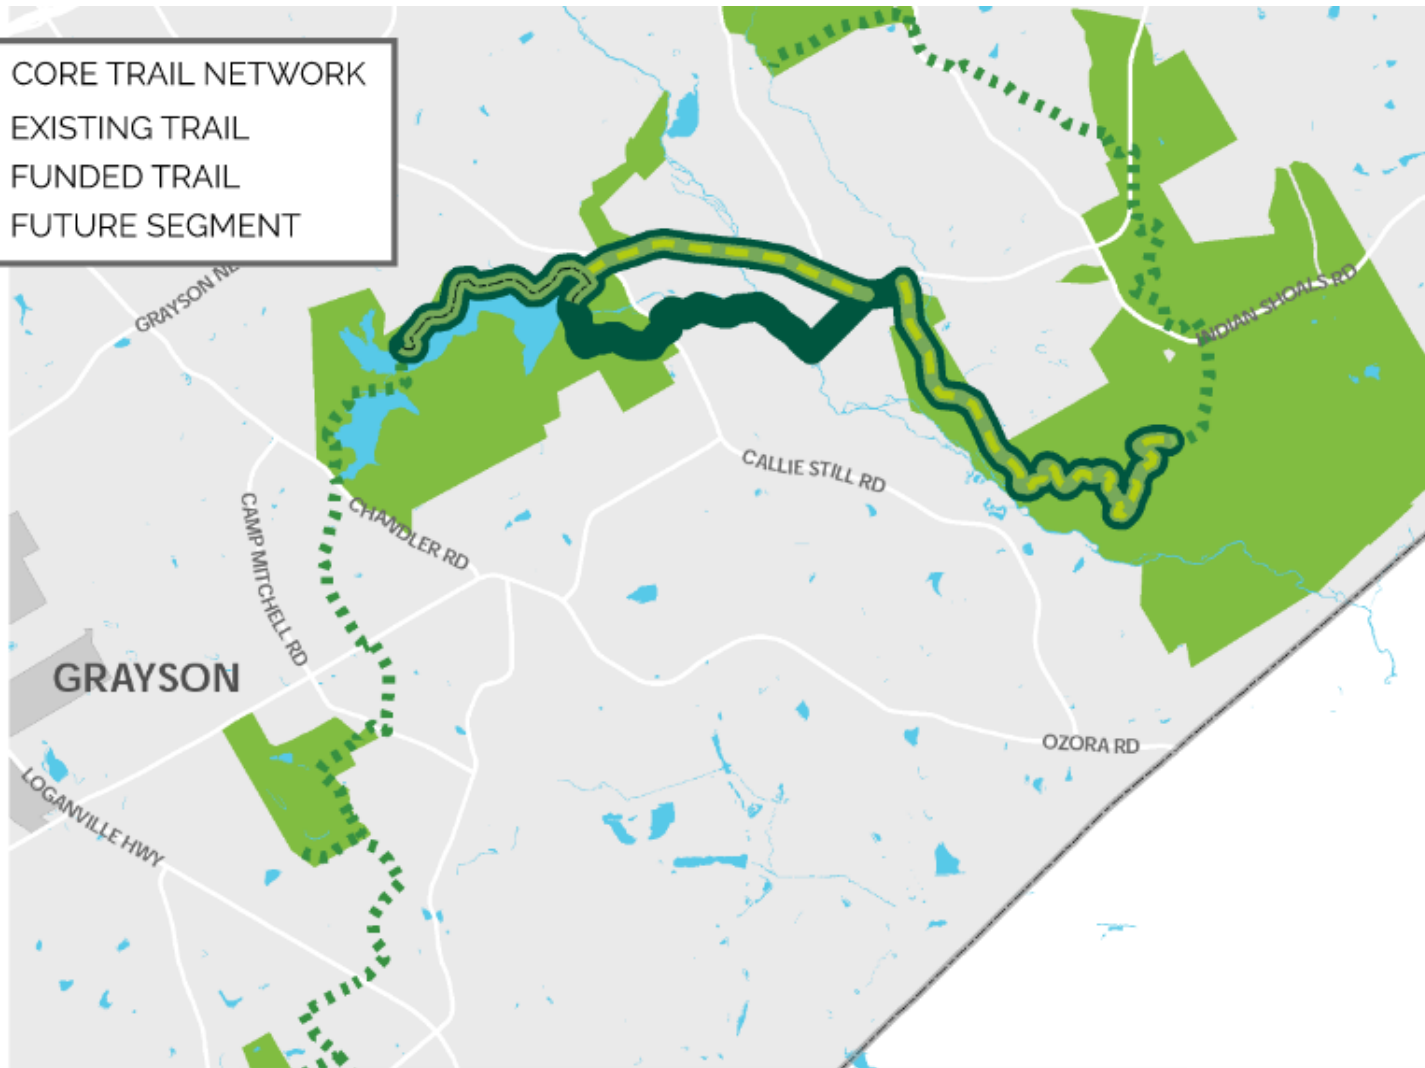 CORE TRAIL NETWORK
EXISTING TRAIL
FUNDED TRAIL
FUTURE SEGMENT
GRAYSON
INDIAN SHOALS RD
CALLIE STILL RD
CHANDLER RD
CAMP MITCHELL RD
GRAYSON
OZORA RD
LOGANVILLE HWY